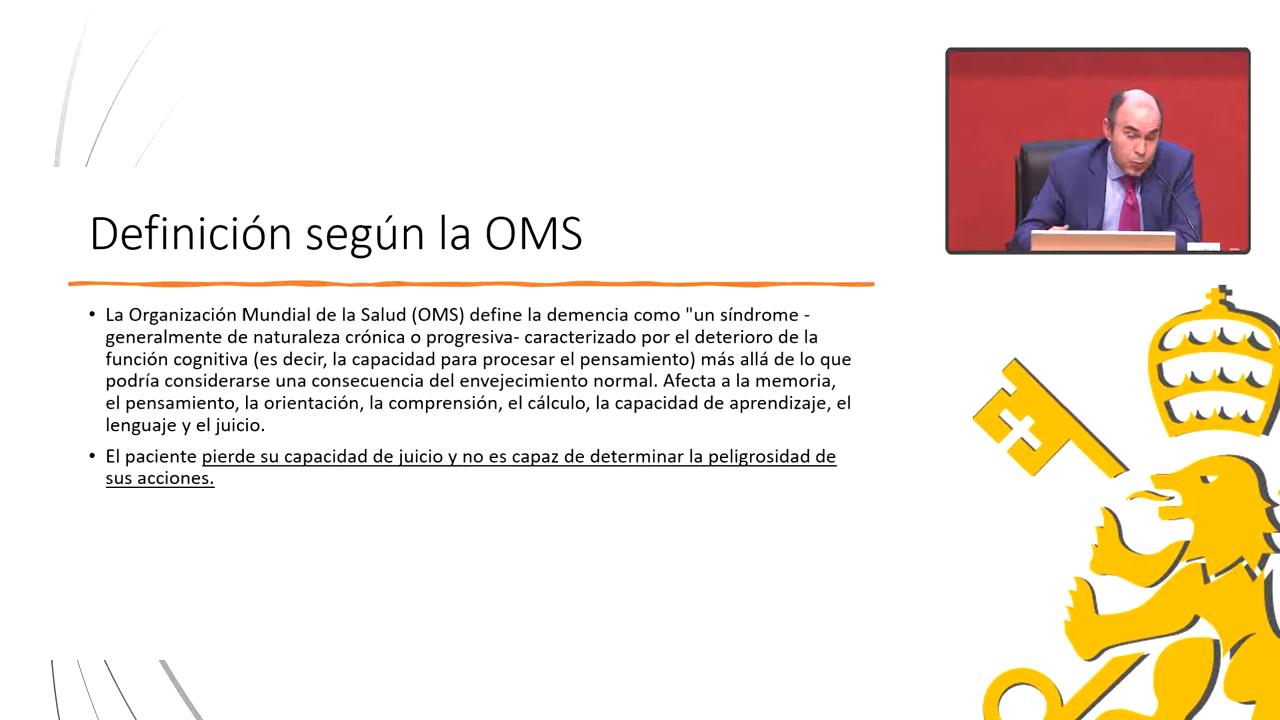 Definición según la OMS
• La Organización Mundial de la Salud (OMS) define la demencia como "un síndrome -
generalmente de naturaleza crónica o progresiva- caracterizado por el deterioro de la
función cognitiva (es decir, la capacidad para procesar el pensamiento) más allá de lo que
podría considerarse una consecuencia del envejecimiento normal. Afecta a la memoria,
el pensamiento, la orientación, la comprensión, el cálculo, la capacidad de aprendizaje, el
lenguaje y el juicio.
• El paciente pierde su capacidad de juicio y no es capaz de determinar la peligrosidad de
sus acciones.